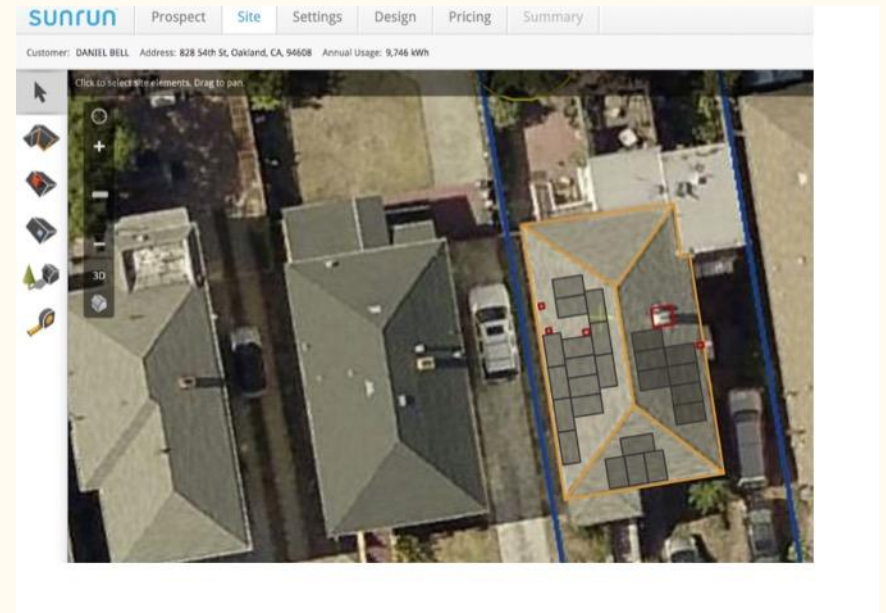 sunrun Prospect Site Settings Design Pricing Summary
Customer: DANIEL BELL Address: 828 54th St, Oakland, CA, 94608 Annual Usage: 9,746 kWh
Click to select site elements. Drag to pan.
3D